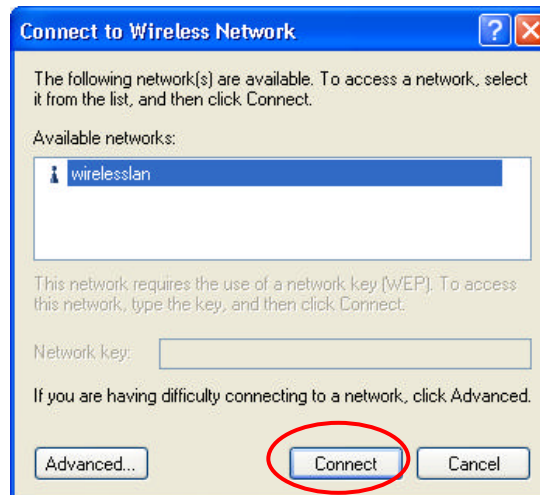 Connect to Wireless Network
The following network(s) are available. To access a network, select
it from the list, and then click Connect.
Available networks:
wirelesslan
This network requires the use of a network key (WEP). To access
this network, type the key, and then click Connect.
Network key:
If you are having difficulty connecting to a network, click Advanced.
Advanced... Connect Cancel